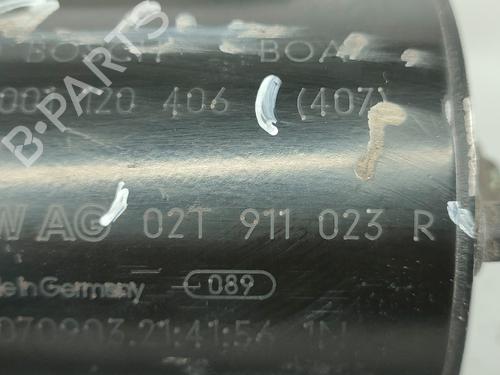 BOSCH BOA
001 120 406 (407)
VW AG 02T 911 023 R
Made in Germany 089
070903.21:41:56 1N
B-PARTS